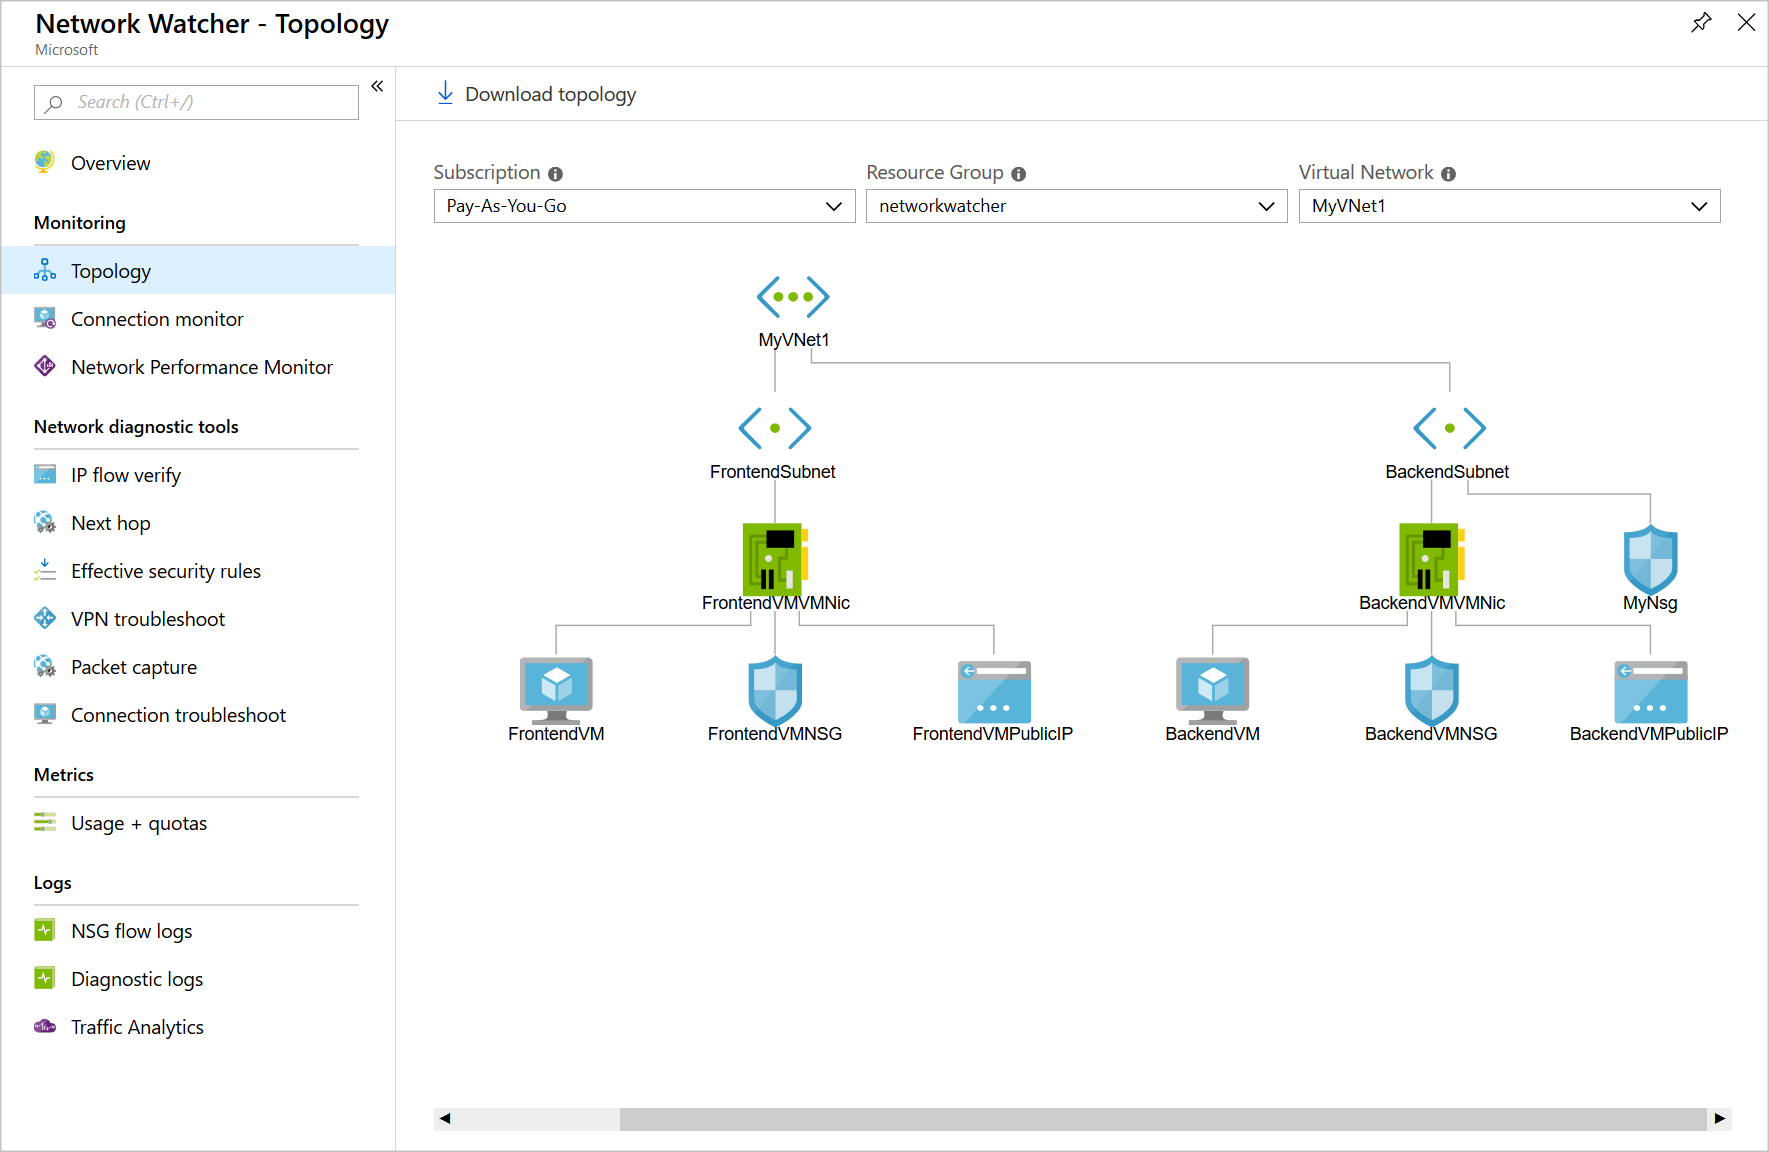 Network Watcher - Topology
Microsoft
Search (Ctrl+/)
Overview
Monitoring
Topology
Connection monitor
Network Performance Monitor
Network diagnostic tools
IP flow verify
Next hop
Effective security rules
VPN troubleshoot
Packet capture
Connection troubleshoot
Metrics
Usage + quotas
Logs
NSG flow logs
Diagnostic logs
Traffic Analytics
Download topology
Subscription
Resource Group
Virtual Network
Pay-As-You-Go
networkwatcher
MyVNet1
MyVNet1
FrontendSubnet
BackendSubnet
FrontendVMVMNic
BackendVMVMNic
MyNsg
FrontendVM
FrontendVMNSG
FrontendVMPublicIP
BackendVM
BackendVMNSG
BackendVMPublicIP